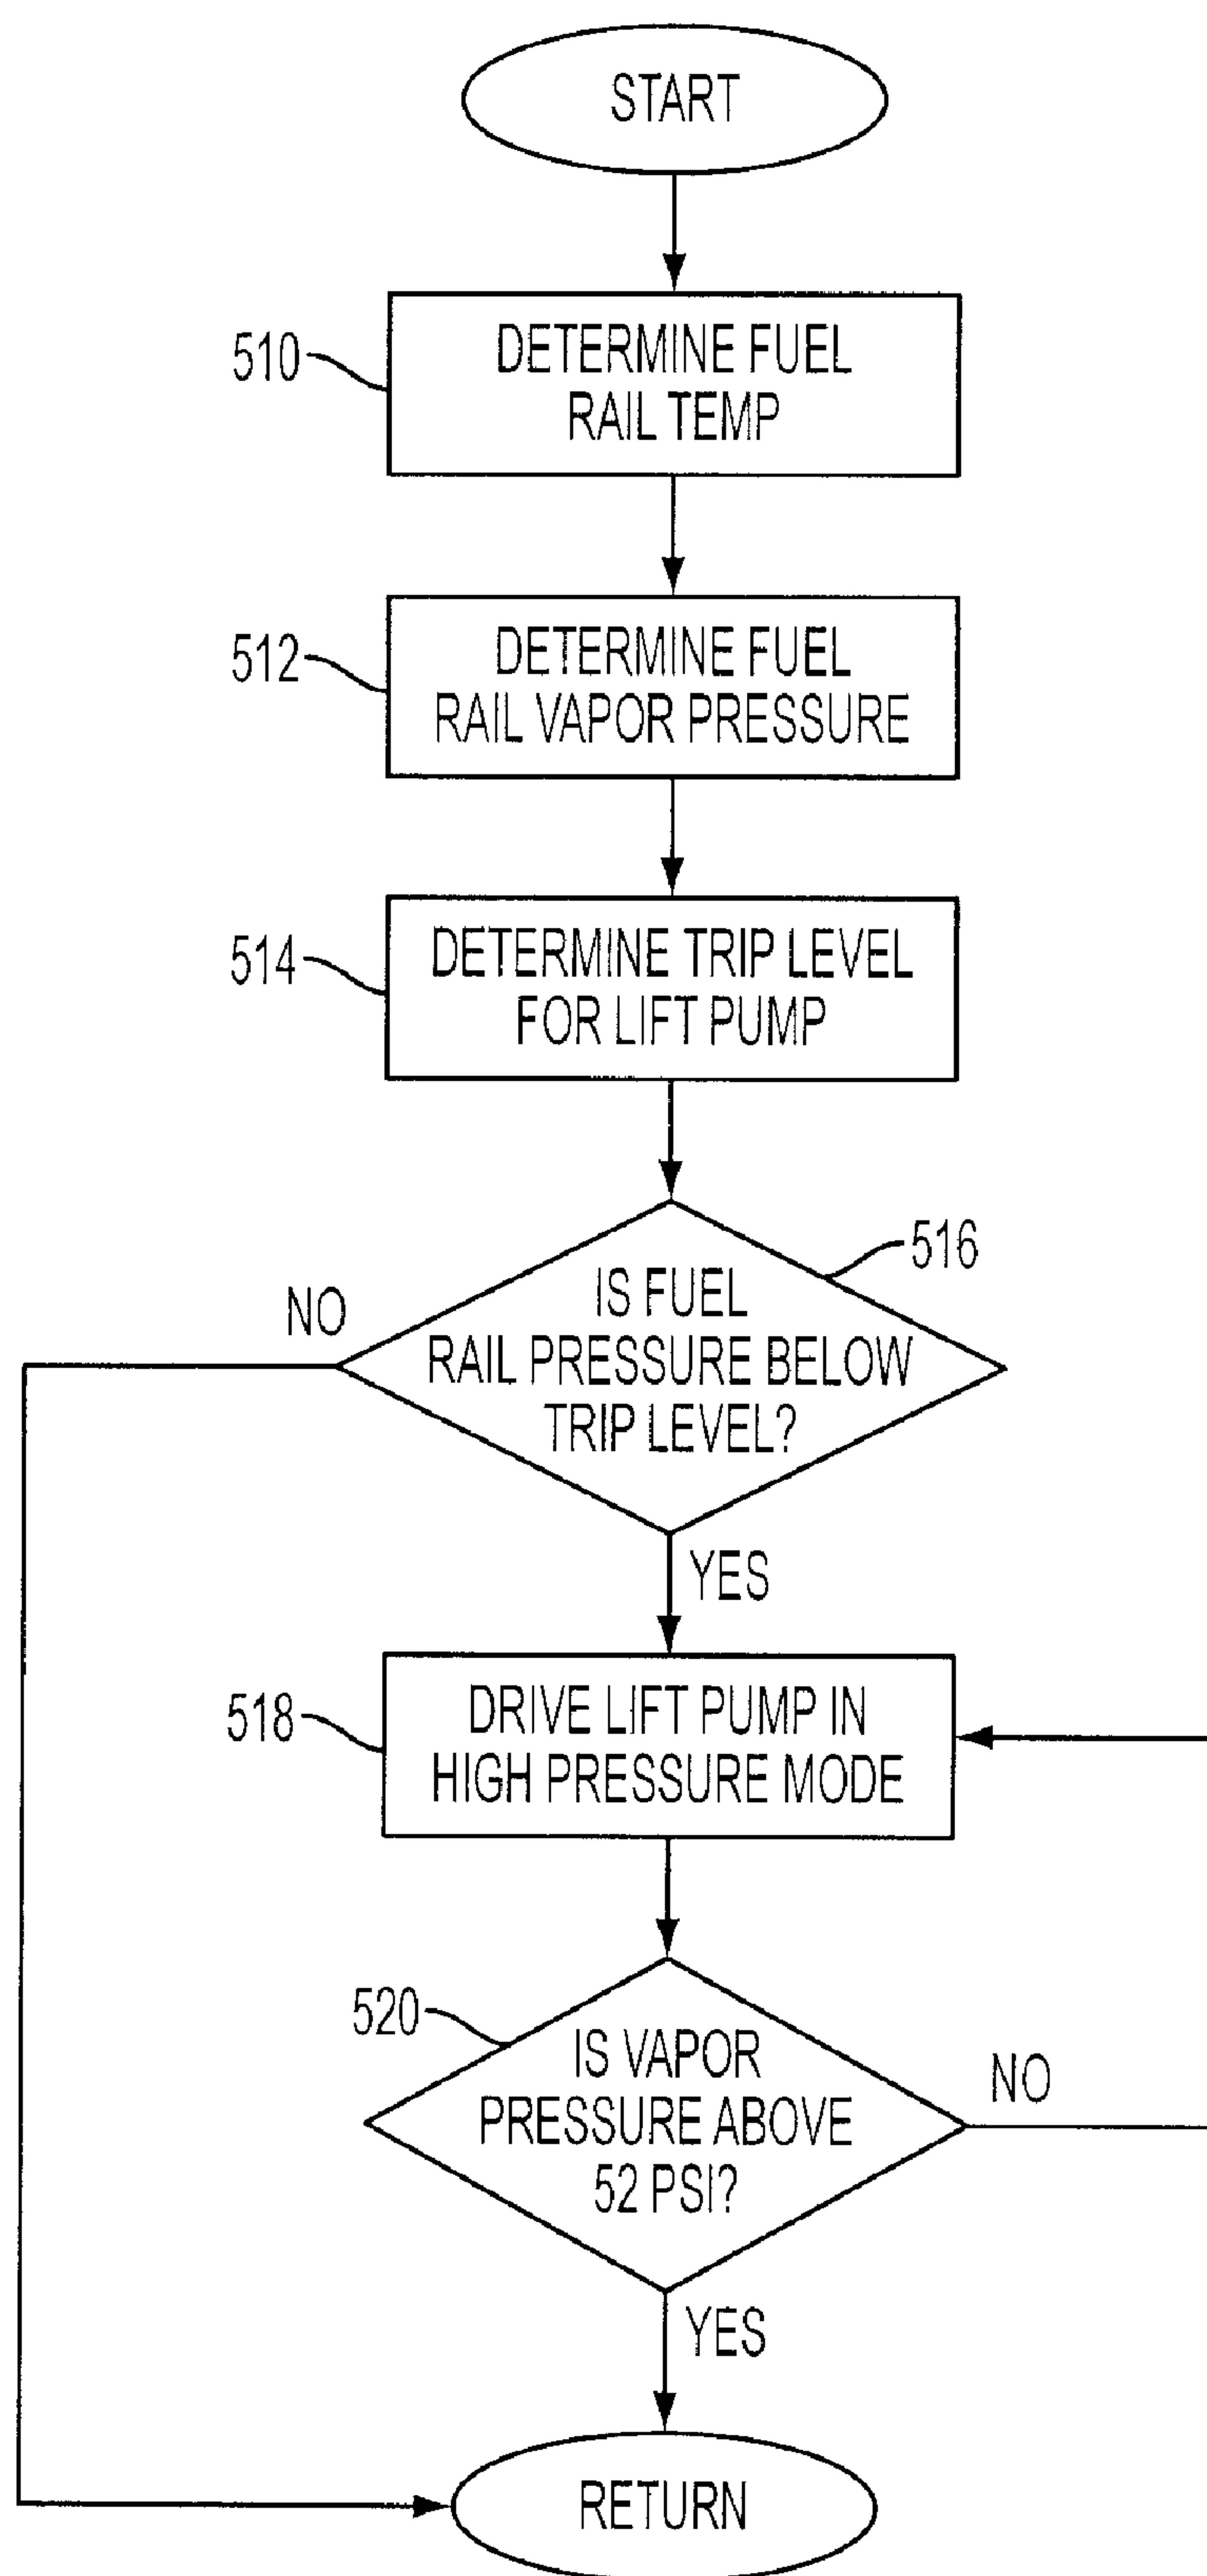 START
510
DETERMINE FUEL
RAIL TEMP
512
DETERMINE FUEL
RAIL VAPOR PRESSURE
514
DETERMINE TRIP LEVEL
FOR LIFT PUMP
516
NO
IS FUEL
RAIL PRESSURE BELOW
TRIP LEVEL?
YES
518
DRIVE LIFT PUMP IN
HIGH PRESSURE MODE
520
IS VAPOR
PRESSURE ABOVE
52 PSI?
NO
YES
RETURN